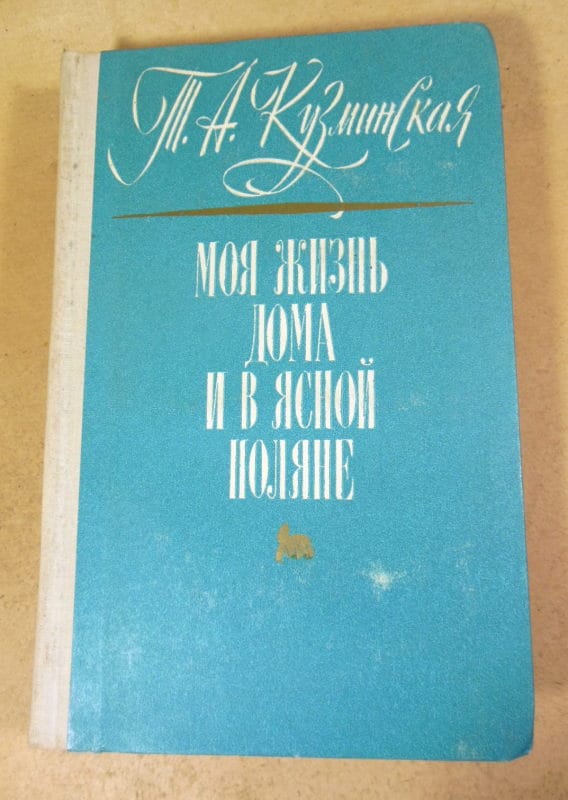 Т. А. Кузминская
МОЯ ЖИЗНЬ
ДОМА
И В ЯСНОЙ
ПОЛЯНЕ